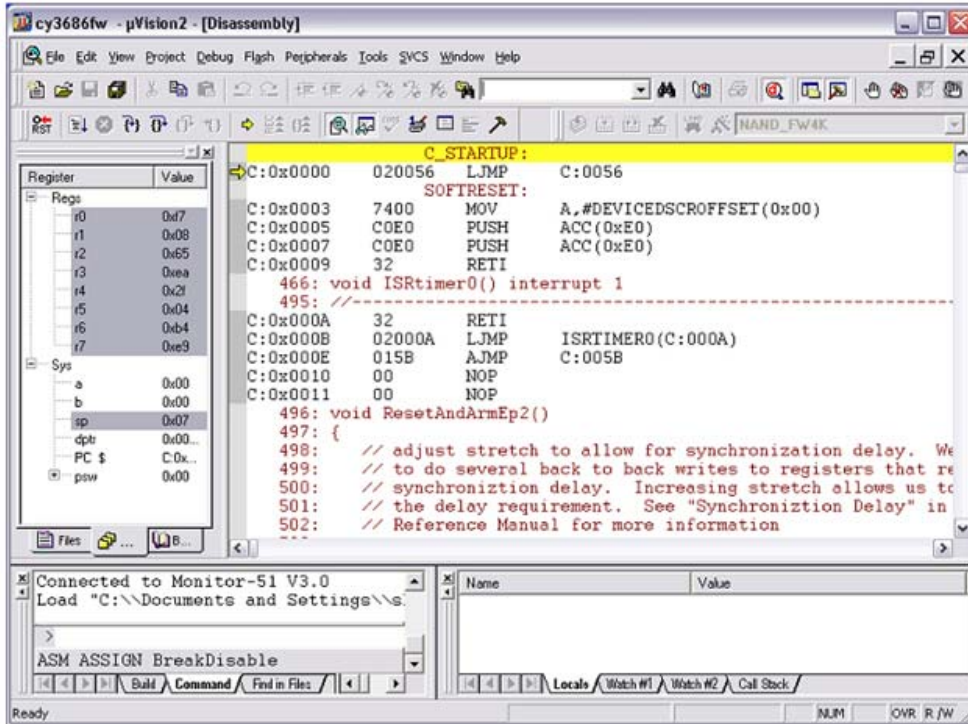 cy3686fw - µVision2 - [Disassembly]
File Edit View Project Debug Flash Peripherals Tools SVCS Window Help
RST
NAND_FW4K
Register Value
Regs
r0 0xd7
r1 0x08
r2 0x65
r3 0xea
r4 0x2f
r5 0x04
r6 0xb4
r7 0xe9
Sys
a 0x00
b 0x00
sp 0x07
dptr 0x00...
PC $ C:0x...
psw 0x00
Files ... B...
C_STARTUP:
C:0x0000 020056 LJMP C:0056
SOFTRESET:
C:0x0003 7400 MOV A,#DEVICEDSCROFFSET(0x00)
C:0x0005 C0E0 PUSH ACC(0xE0)
C:0x0007 C0E0 PUSH ACC(0xE0)
C:0x0009 32 RETI
466: void ISRtimer0() interrupt 1
495: //-----------------------------------------------------------
C:0x000A 32 RETI
C:0x000B 02000A LJMP ISRTIMER0(C:000A)
C:0x000E 015B AJMP C:005B
C:0x0010 00 NOP
C:0x0011 00 NOP
496: void ResetAndArmEp2()
497: {
498: // adjust stretch to allow for synchronization delay. We
499: // to do several back to back writes to registers that re
500: // synchroniztion delay. Increasing stretch allows us to
501: // the delay requirement. See "Synchroniztion Delay" in
502: // Reference Manual for more information
Connected to Monitor-51 V3.0
Load "C:\\Documents and Settings\\s
>
ASM ASSIGN BreakDisable
Build Command Find in Files
Name Value
Locals Watch #1 Watch #2 Call Stack
Ready NUM OVR R/W